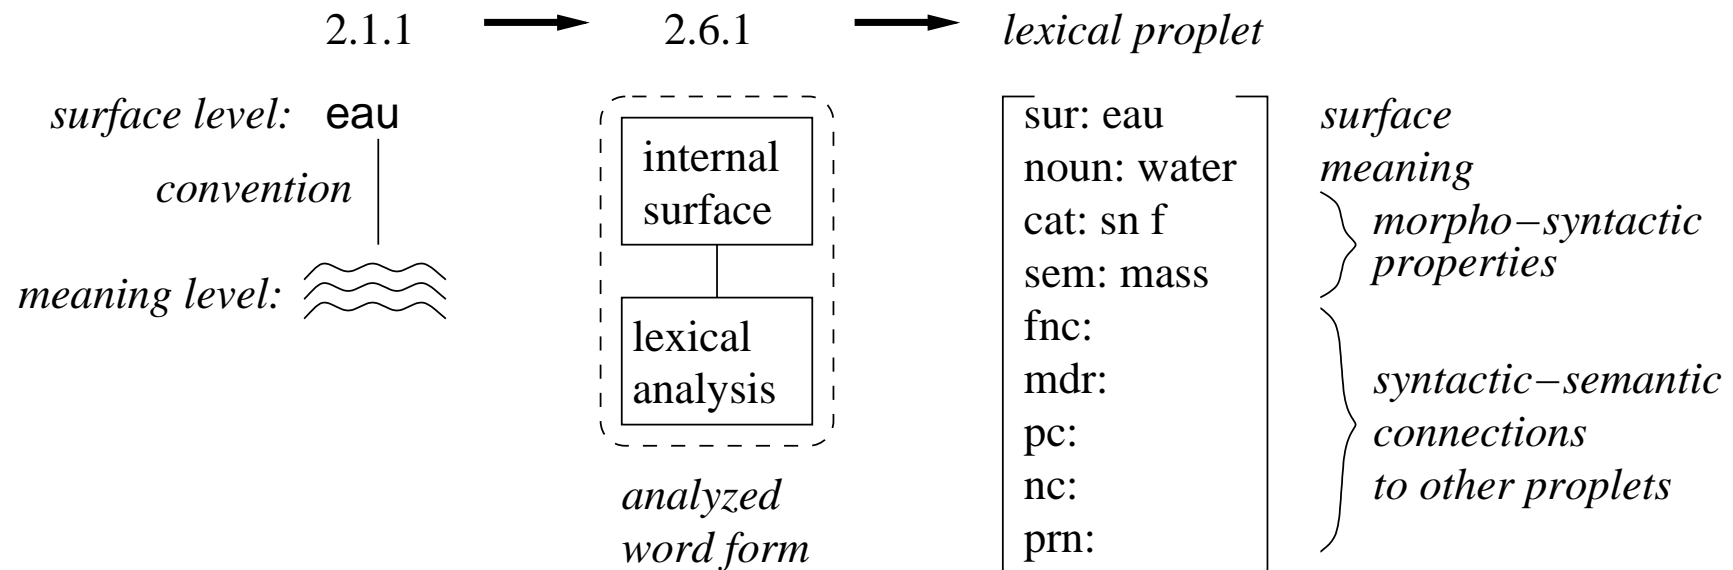 2.1.1 2.6.1 lexical proplet
surface level: eau
convention
meaning level:
internal
surface
lexical
analysis
analyzed
word form
sur: eau
noun: water
cat: sn f
sem: mass
fnc:
mdr:
pc:
nc:
prn:
surface
meaning
morpho–syntactic
properties
syntactic–semantic
connections
to other proplets